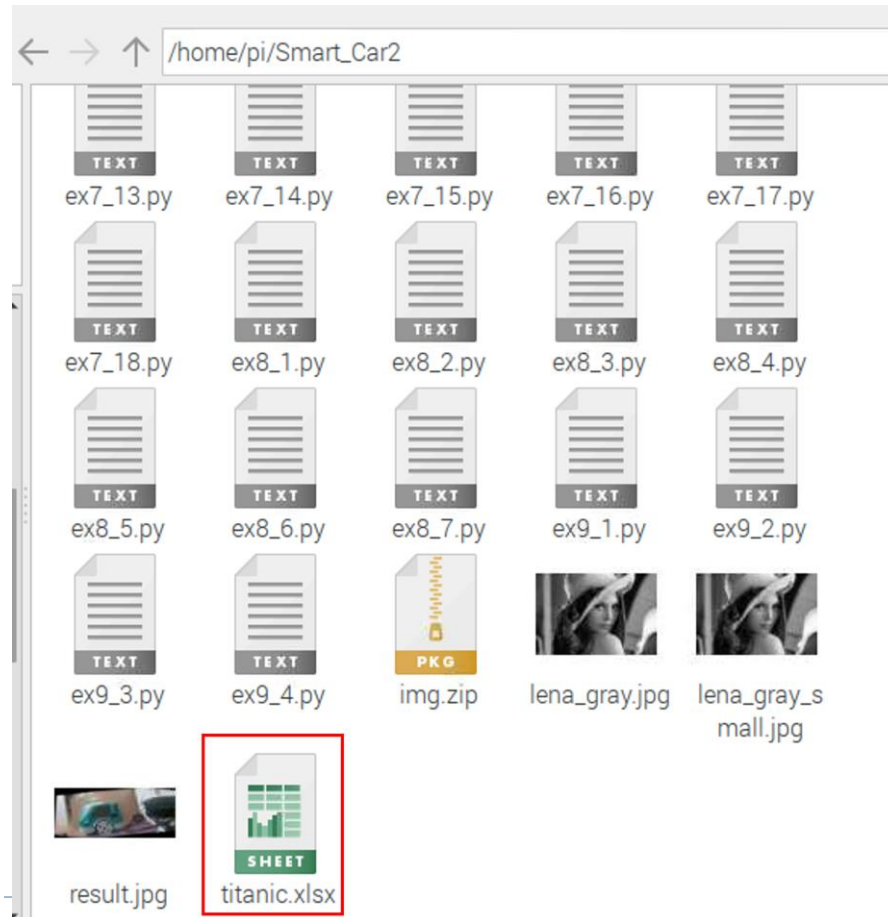 /home/pi/Smart_Car2
TEXT TEXT TEXT TEXT TEXT
ex7_13.py ex7_14.py ex7_15.py ex7_16.py ex7_17.py
TEXT TEXT TEXT TEXT TEXT
ex7_18.py ex8_1.py ex8_2.py ex8_3.py ex8_4.py
TEXT TEXT TEXT TEXT TEXT
ex8_5.py ex8_6.py ex8_7.py ex9_1.py ex9_2.py
TEXT TEXT PKG
ex9_3.py ex9_4.py img.zip lena_gray.jpg lena_gray_s
mall.jpg
SHEET
result.jpg titanic.xlsx